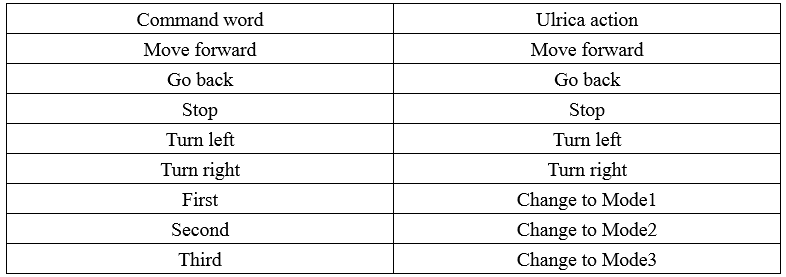 Command word Ulrica action
Move forward Move forward
Go back Go back
Stop Stop
Turn left Turn left
Turn right Turn right
First Change to Mode1
Second Change to Mode2
Third Change to Mode3